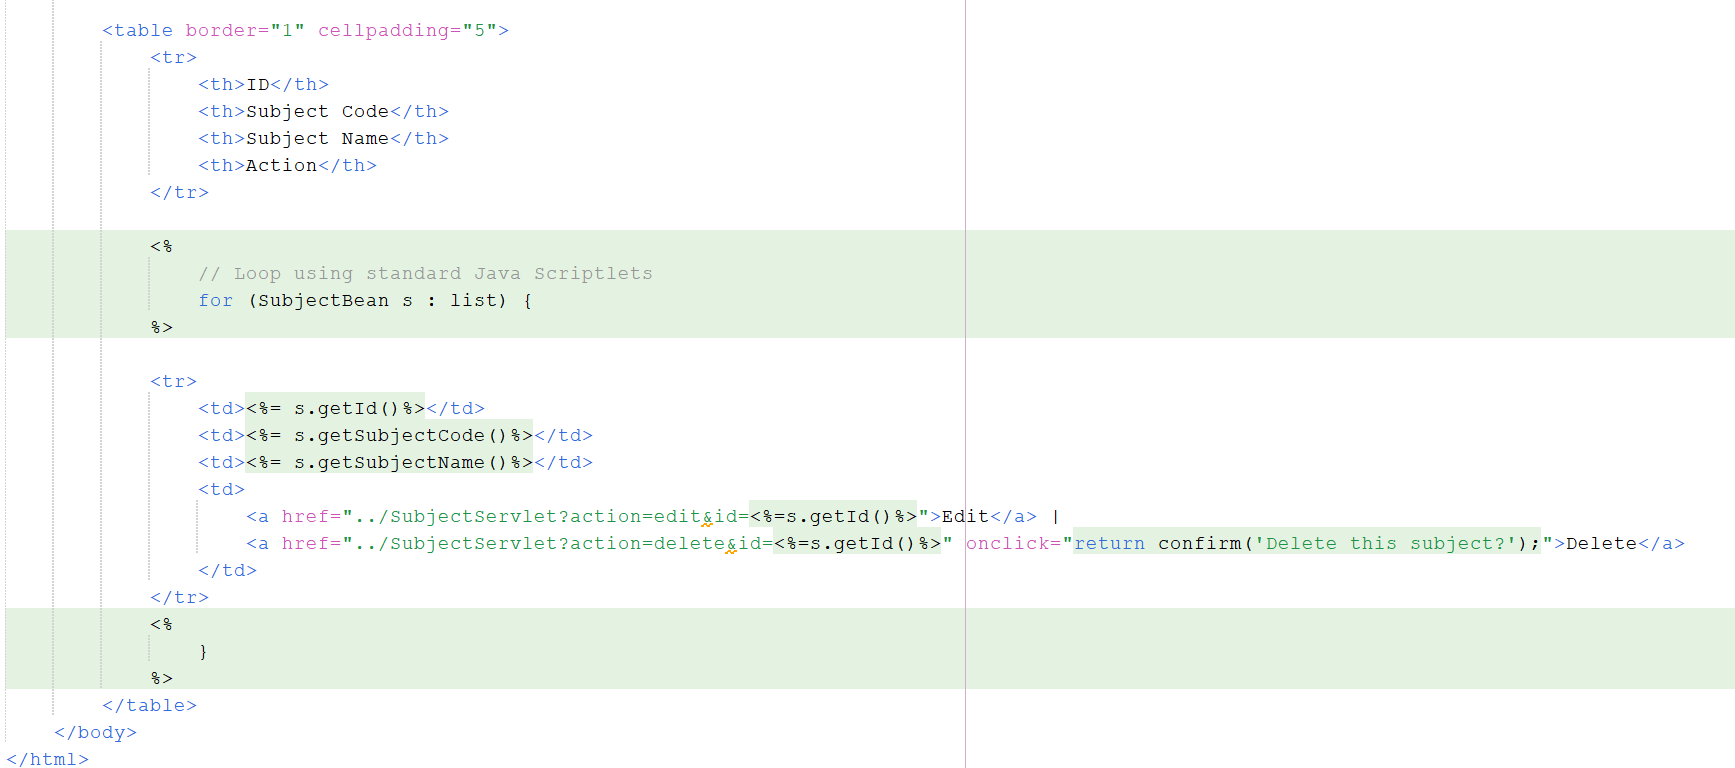 <table border="1" cellpadding="5">
<tr>
<th>ID</th>
<th>Subject Code</th>
<th>Subject Name</th>
<th>Action</th>
</tr>
<%
// Loop using standard Java Scriptlets
for (SubjectBean s : list) {
%>
<tr>
<td><%= s.getId()%></td>
<td><%= s.getSubjectCode()%></td>
<td><%= s.getSubjectName()%></td>
<td>
<a href="../SubjectServlet?action=edit&id=<%=s.getId()%>">Edit</a> |
<a href="../SubjectServlet?action=delete&id=<%=s.getId()%>" onclick="return confirm('Delete this subject?');">Delete</a>
</td>
</tr>
<%
}
%>
</table>
</body>
</html>